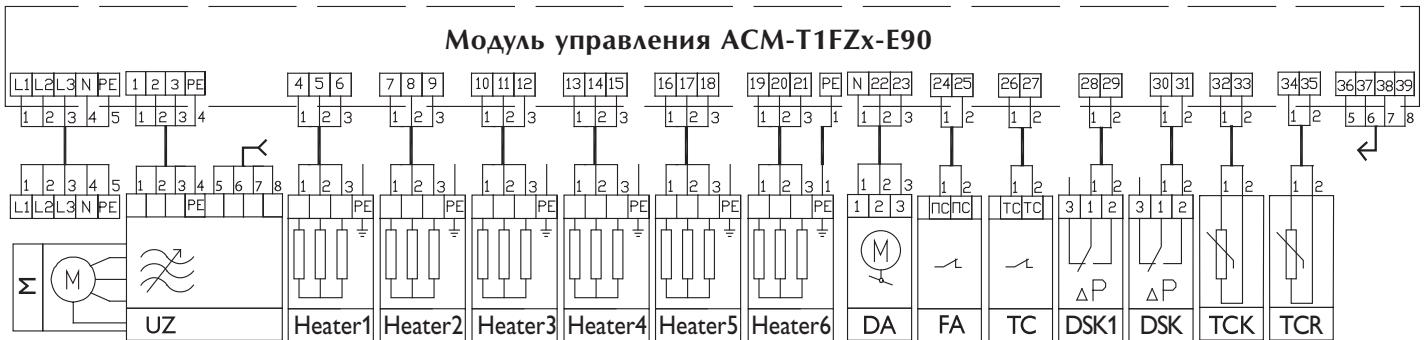 Модуль управления ACM-T1FZx-E90
L1 L2 L3 N PE 1 2 3 PE 4 5 6 7 8 9 10 11 12 13 14 15 16 17 18 19 20 21 PE N 22 23 24 25 26 27 28 29 30 31 32 33 34 35 36 37 38 39
1 2 3 4 5 1 2 3 4 1 2 3 1 2 3 1 2 3 1 2 3 1 2 3 1 2 3 1 1 2 3 1 2 1 2 1 2 1 2 1 2 1 2 5 6 7 8
1 2 3 4 5 1 2 3 4 5 6 7 8 1 2 3 1 2 3 1 2 3 1 2 3 1 2 3 1 2 3 1 1 2 3 1 2 1 2 1 2 1 2 1 2 1 2
L1 L2 L3 N PE PE PE PE PE PE PE PE 1 2 3 ПС ПС ТС ТС 3 1 2 3 1 2
M M
Σ ΔP ΔP
UZ Heater1 Heater2 Heater3 Heater4 Heater5 Heater6 DA FA TC DSK1 DSK TCK TCR